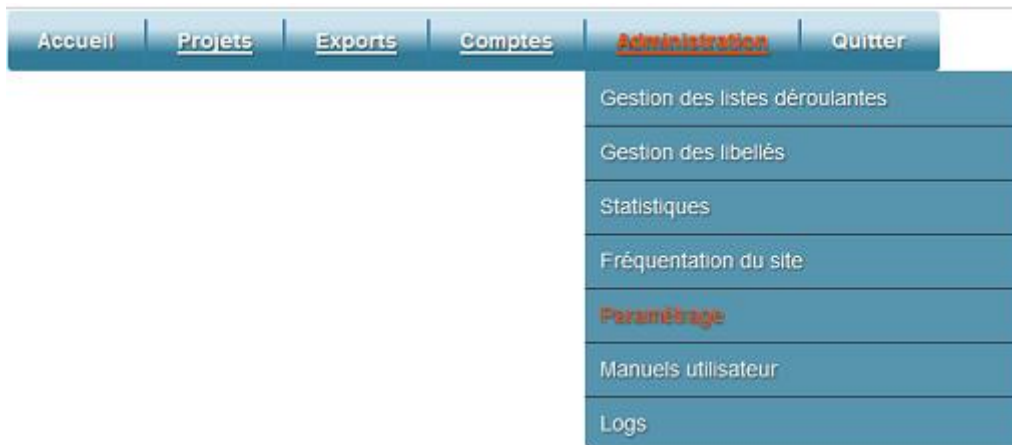 Accueil Projets Exports Comptes Administration Quitter
Gestion des listes déroulantes
Gestion des libellés
Statistiques
Fréquentation du site
Paramétrage
Manuels utilisateur
Logs